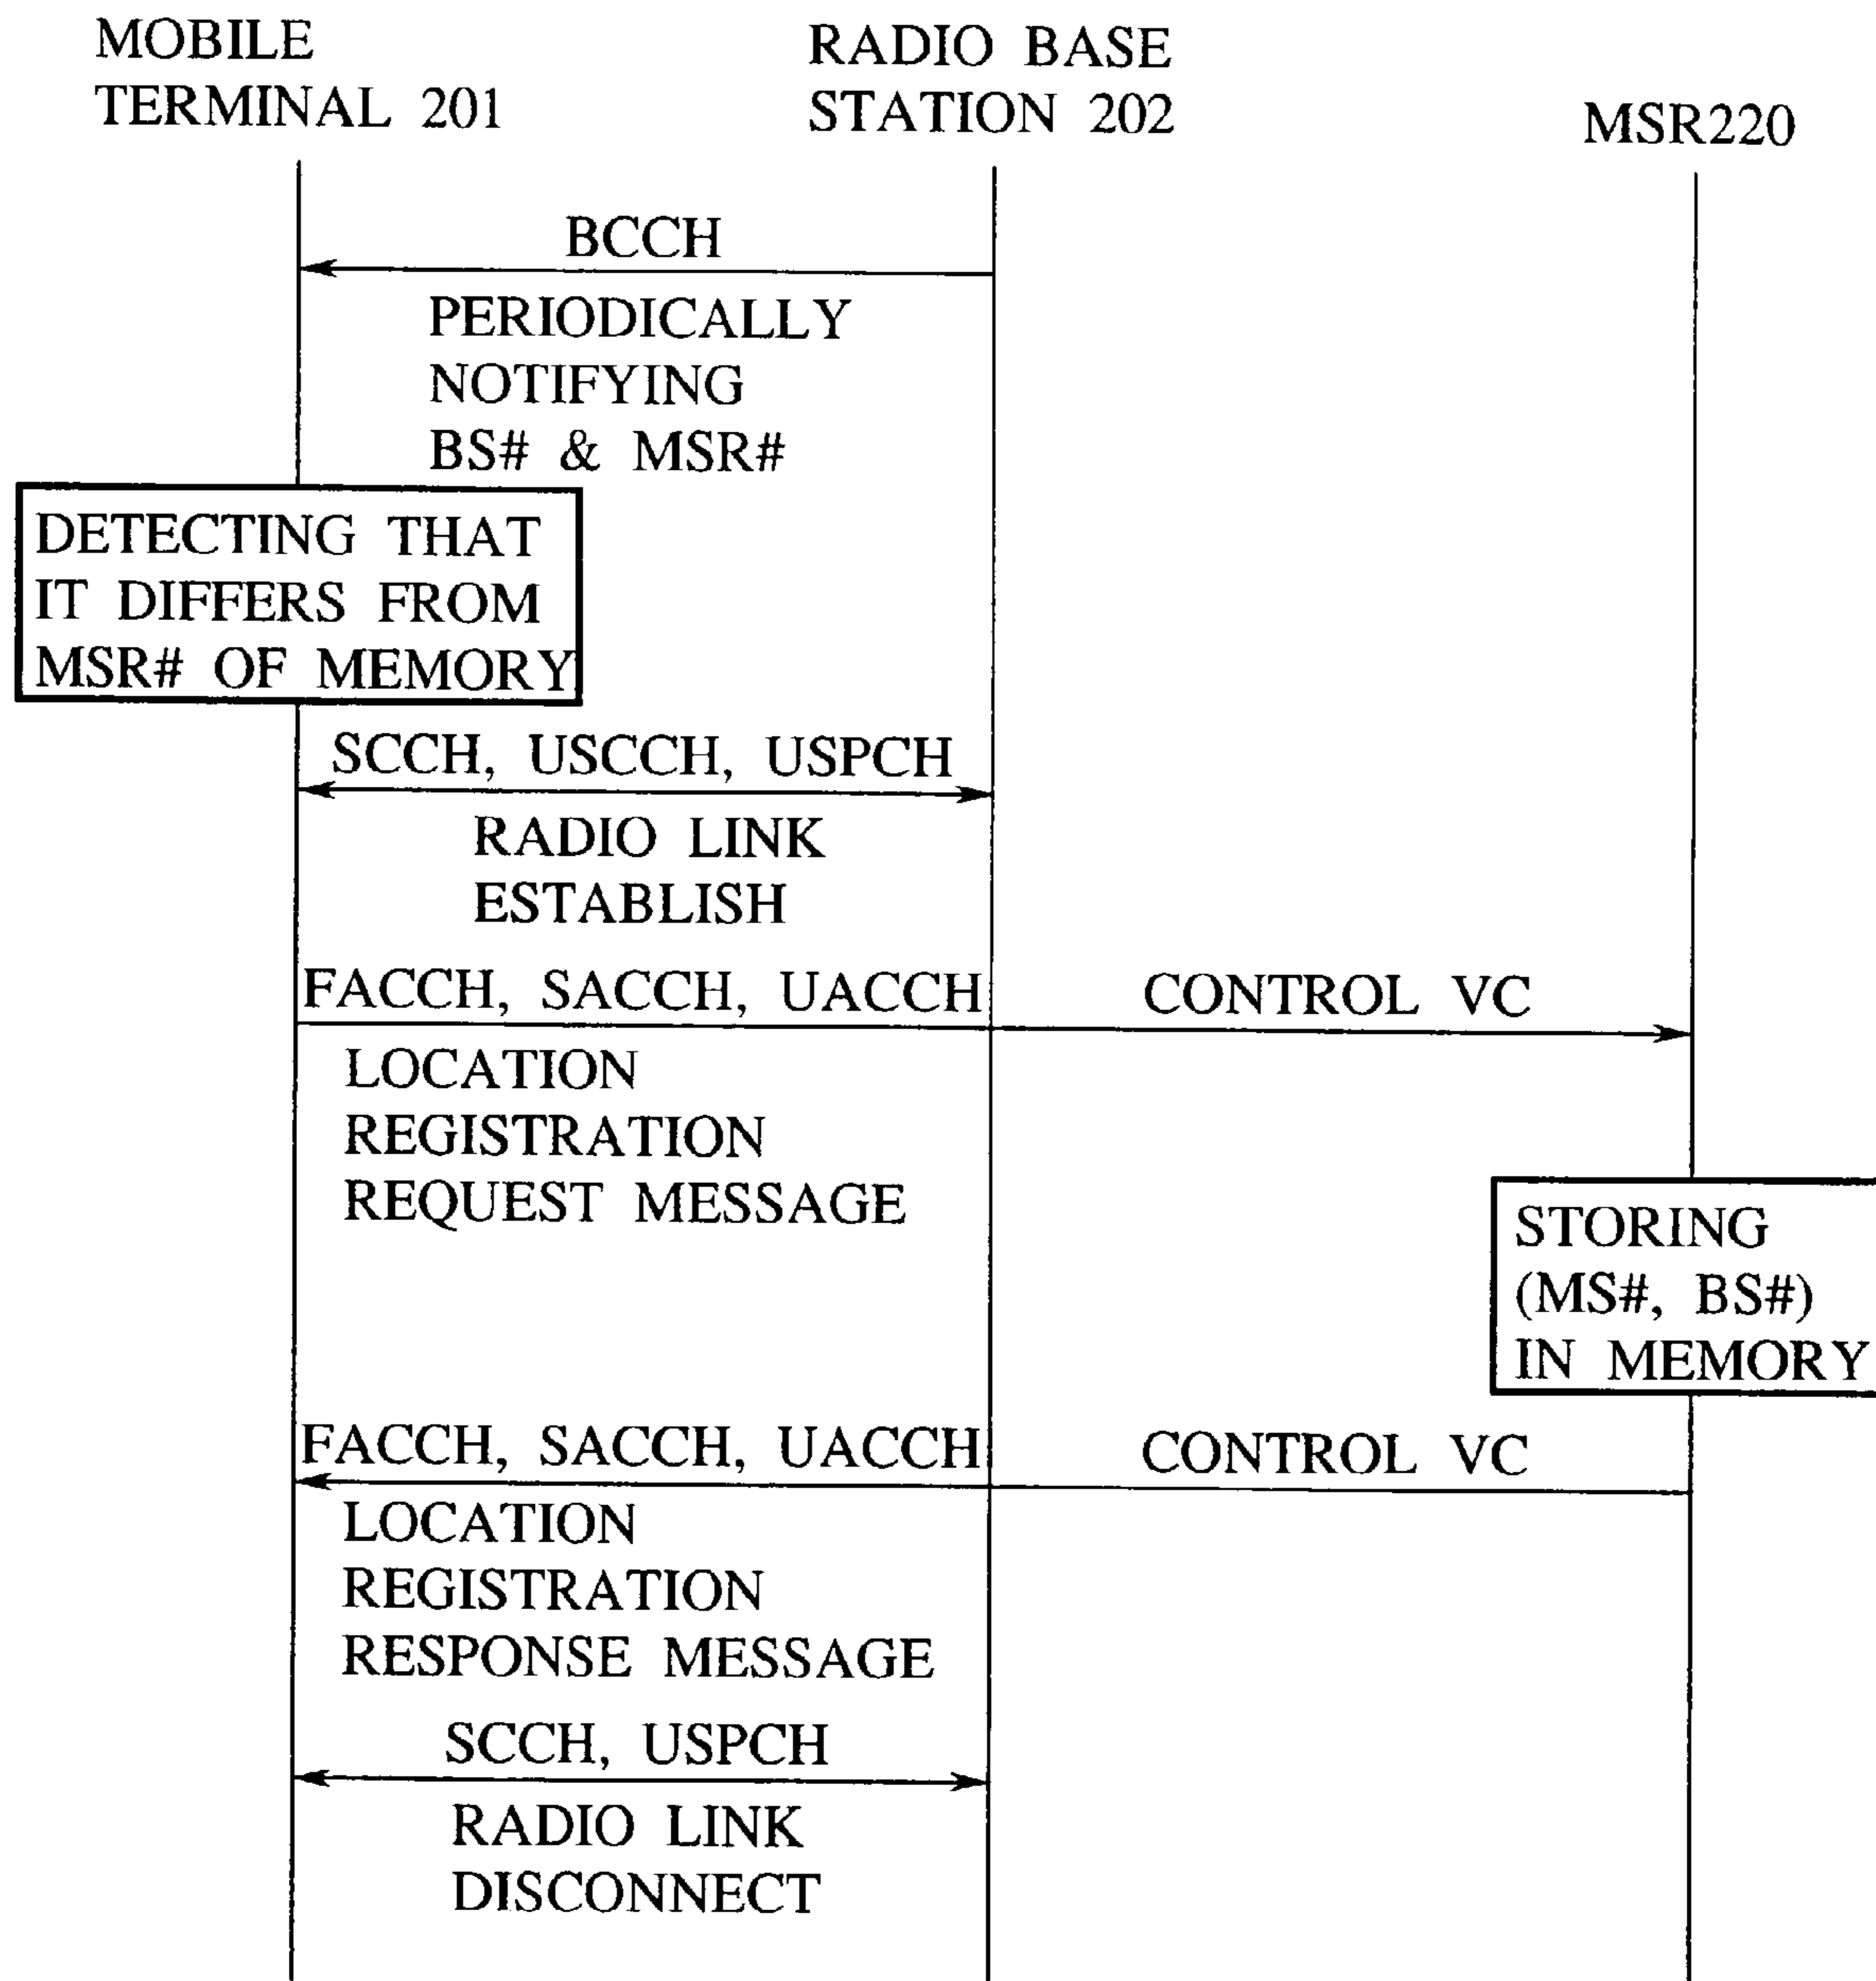 MOBILE
TERMINAL 201
RADIO BASE
STATION 202
MSR220
BCCH
PERIODICALLY
NOTIFYING
BS# & MSR#
DETECTING THAT
IT DIFFERS FROM
MSR# OF MEMORY
SCCH, USCCH, USPCH
RADIO LINK
ESTABLISH
FACCH, SACCH, UACCH
CONTROL VC
LOCATION
REGISTRATION
REQUEST MESSAGE
STORING
(MS#, BS#)
IN MEMORY
FACCH, SACCH, UACCH
CONTROL VC
LOCATION
REGISTRATION
RESPONSE MESSAGE
SCCH, USPCH
RADIO LINK
DISCONNECT